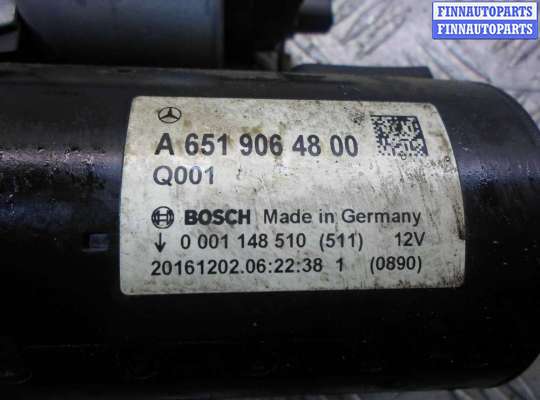 FINNAUTOPARTS
FINNAUTOPARTS
A 651 906 48 00
Q001
BOSCH Made in Germany
↓ 0 001 148 510 (511) 12V
20161202.06:22:38 1 (0890)